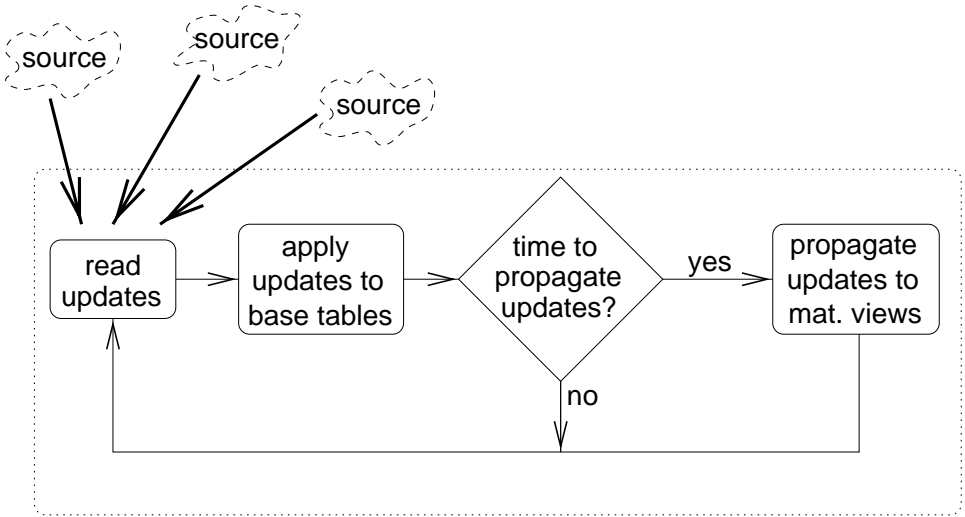 source
source
source
read
updates
apply
updates to
base tables
time to
propagate
updates?
yes
propagate
updates to
mat. views
no